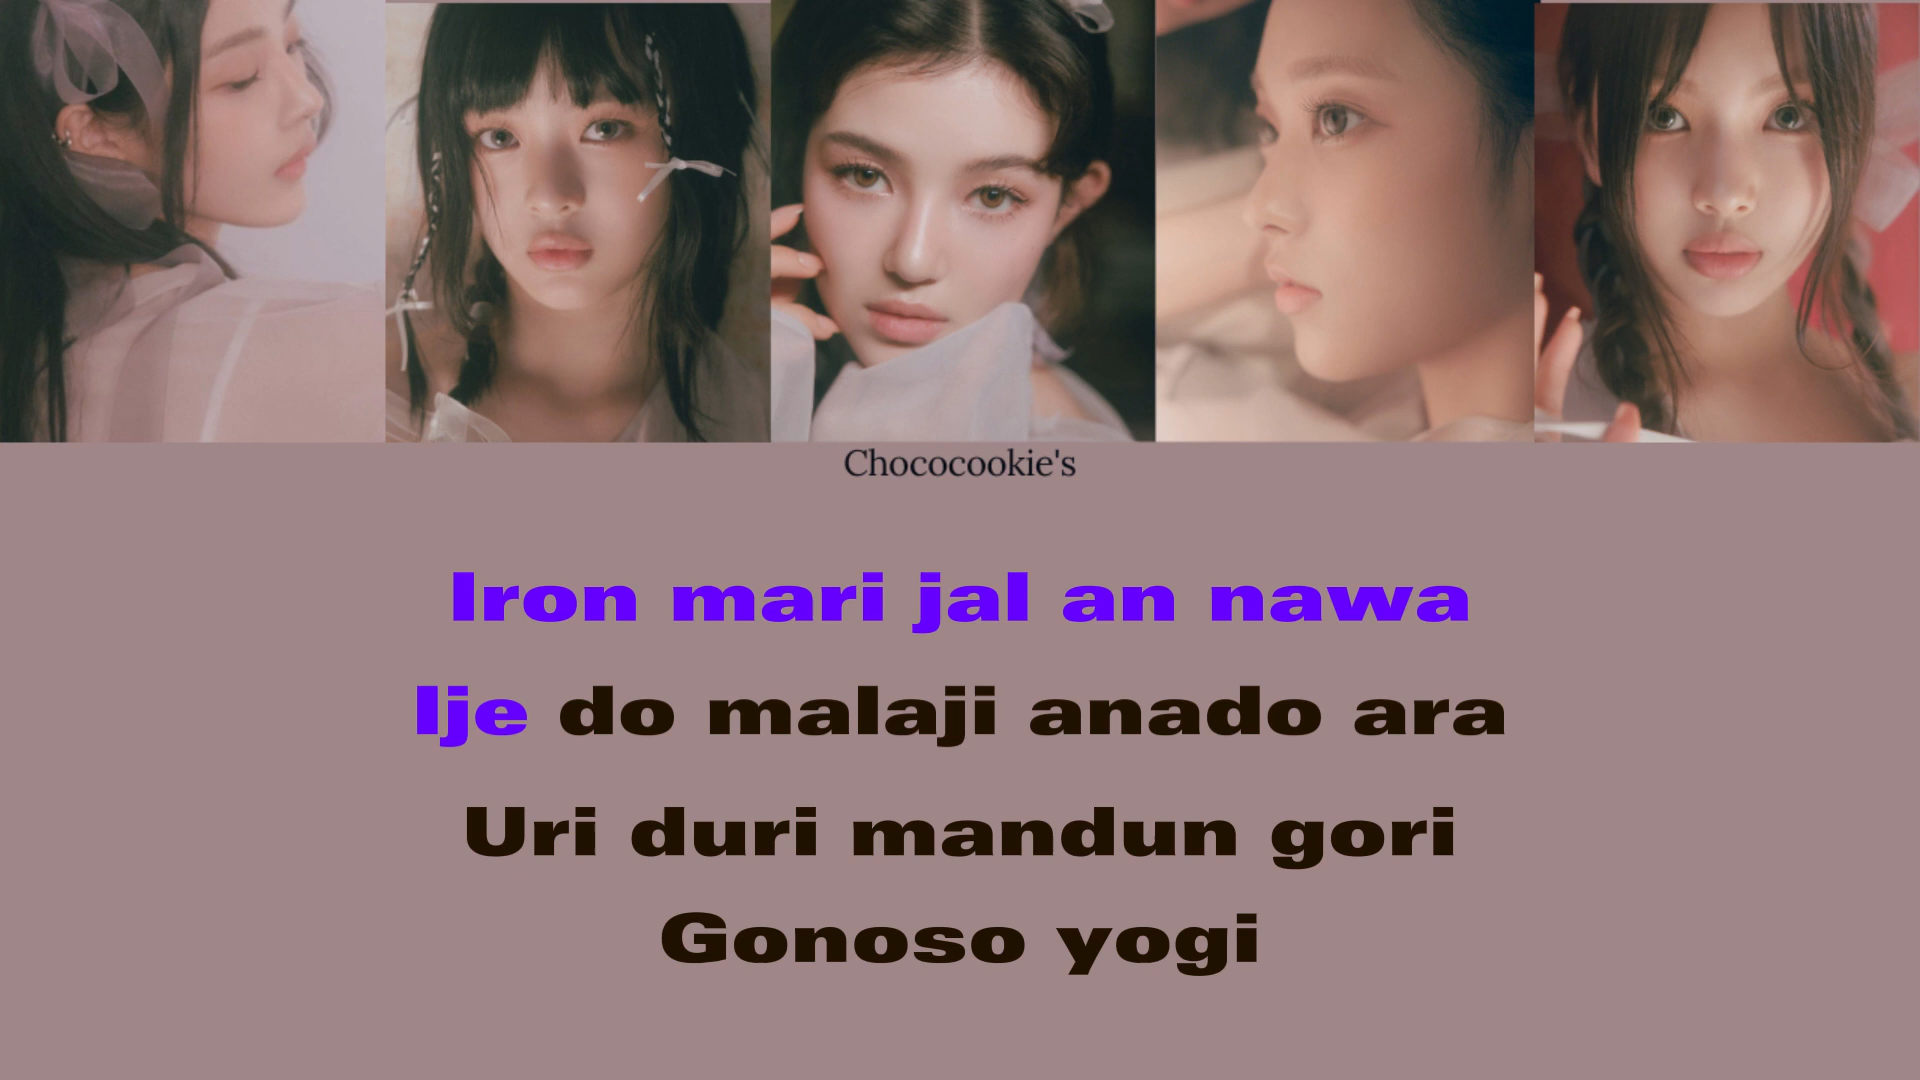 Chococookie's
Iron mari jal an nawa
Ije do malaji anado ara
Uri duri mandun gori
Gonoso yogi